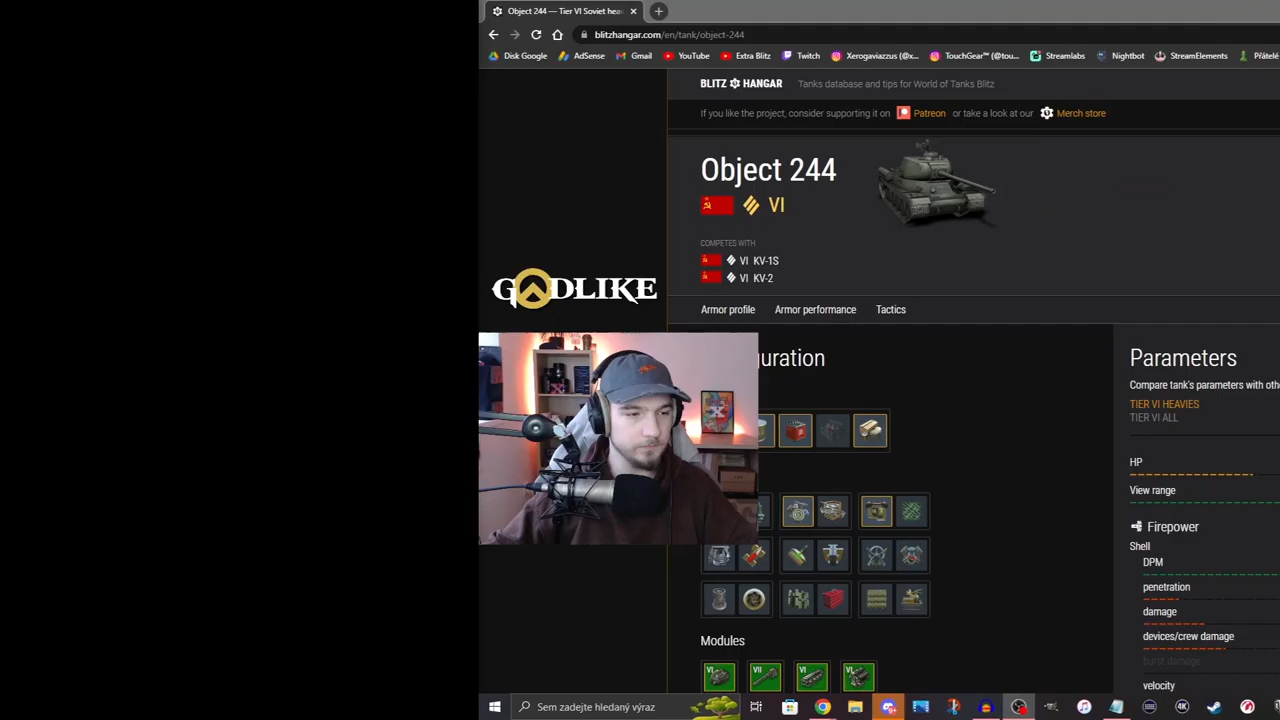 Object 244 — Tier VI Soviet hea
blitzhangar.com/en/tank/object-244
Disk Google AdSense Gmail YouTube Extra Blitz Twitch Xerogaviazzus (@x... TouchGear™ (@tou... Streamlabs Nightbot StreamElements Přátelé
BLITZ HANGAR Tanks database and tips for World of Tanks Blitz
If you like the project, consider supporting it on Patreon or take a look at our Merch store
Object 244
VI
COMPETES WITH
VI KV-1S
VI KV-2
GODLIKE
Armor profile Armor performance Tactics
guration
Parameters
Compare tank's parameters with othe
TIER VI HEAVIES
TIER VI ALL
HP
View range
Firepower
Shell
DPM
penetration
damage
devices/crew damage
burst damage
velocity
Modules
VI VII VI VI
Sem zadejte hledaný výraz